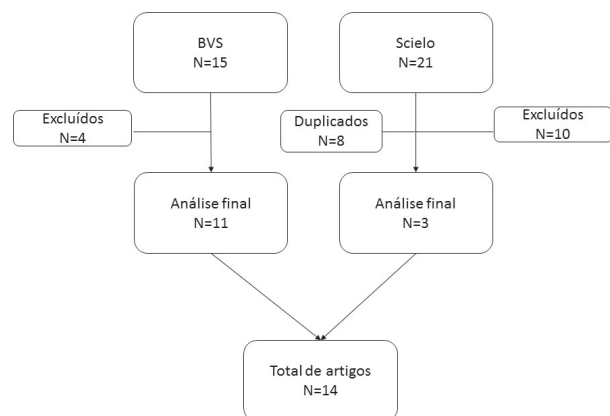 BVS
N=15
Scielo
N=21
Excluídos
N=4
Duplicados
N=8
Excluídos
N=10
Análise final
N=11
Análise final
N=3
Total de artigos
N=14